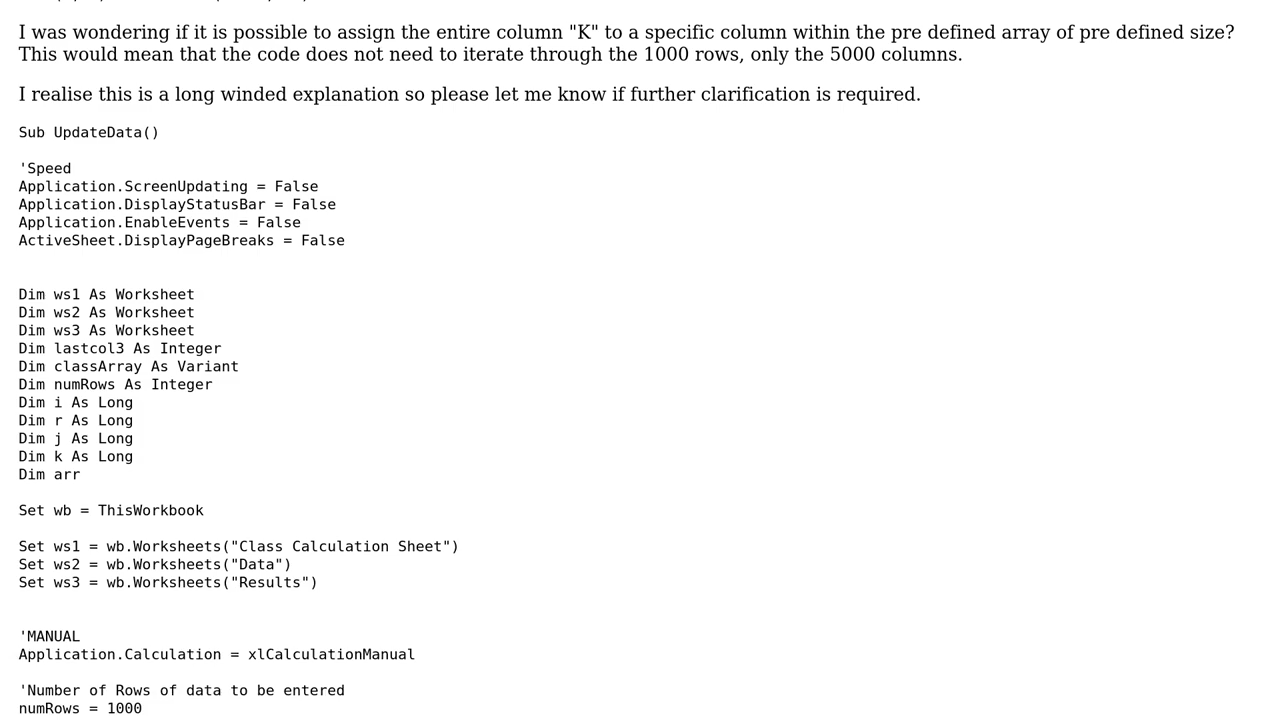 I was wondering if it is possible to assign the entire column "K" to a specific column within the pre defined array of pre defined size?
This would mean that the code does not need to iterate through the 1000 rows, only the 5000 columns.
I realise this is a long winded explanation so please let me know if further clarification is required.
Sub UpdateData()
'Speed
Application.ScreenUpdating = False
Application.DisplayStatusBar = False
Application.EnableEvents = False
ActiveSheet.DisplayPageBreaks = False
Dim ws1 As Worksheet
Dim ws2 As Worksheet
Dim ws3 As Worksheet
Dim lastcol3 As Integer
Dim classArray As Variant
Dim numRows As Integer
Dim i As Long
Dim r As Long
Dim j As Long
Dim k As Long
Dim arr
Set wb = ThisWorkbook
Set ws1 = wb.Worksheets("Class Calculation Sheet")
Set ws2 = wb.Worksheets("Data")
Set ws3 = wb.Worksheets("Results")
'MANUAL
Application.Calculation = xlCalculationManual
'Number of Rows of data to be entered
numRows = 1000